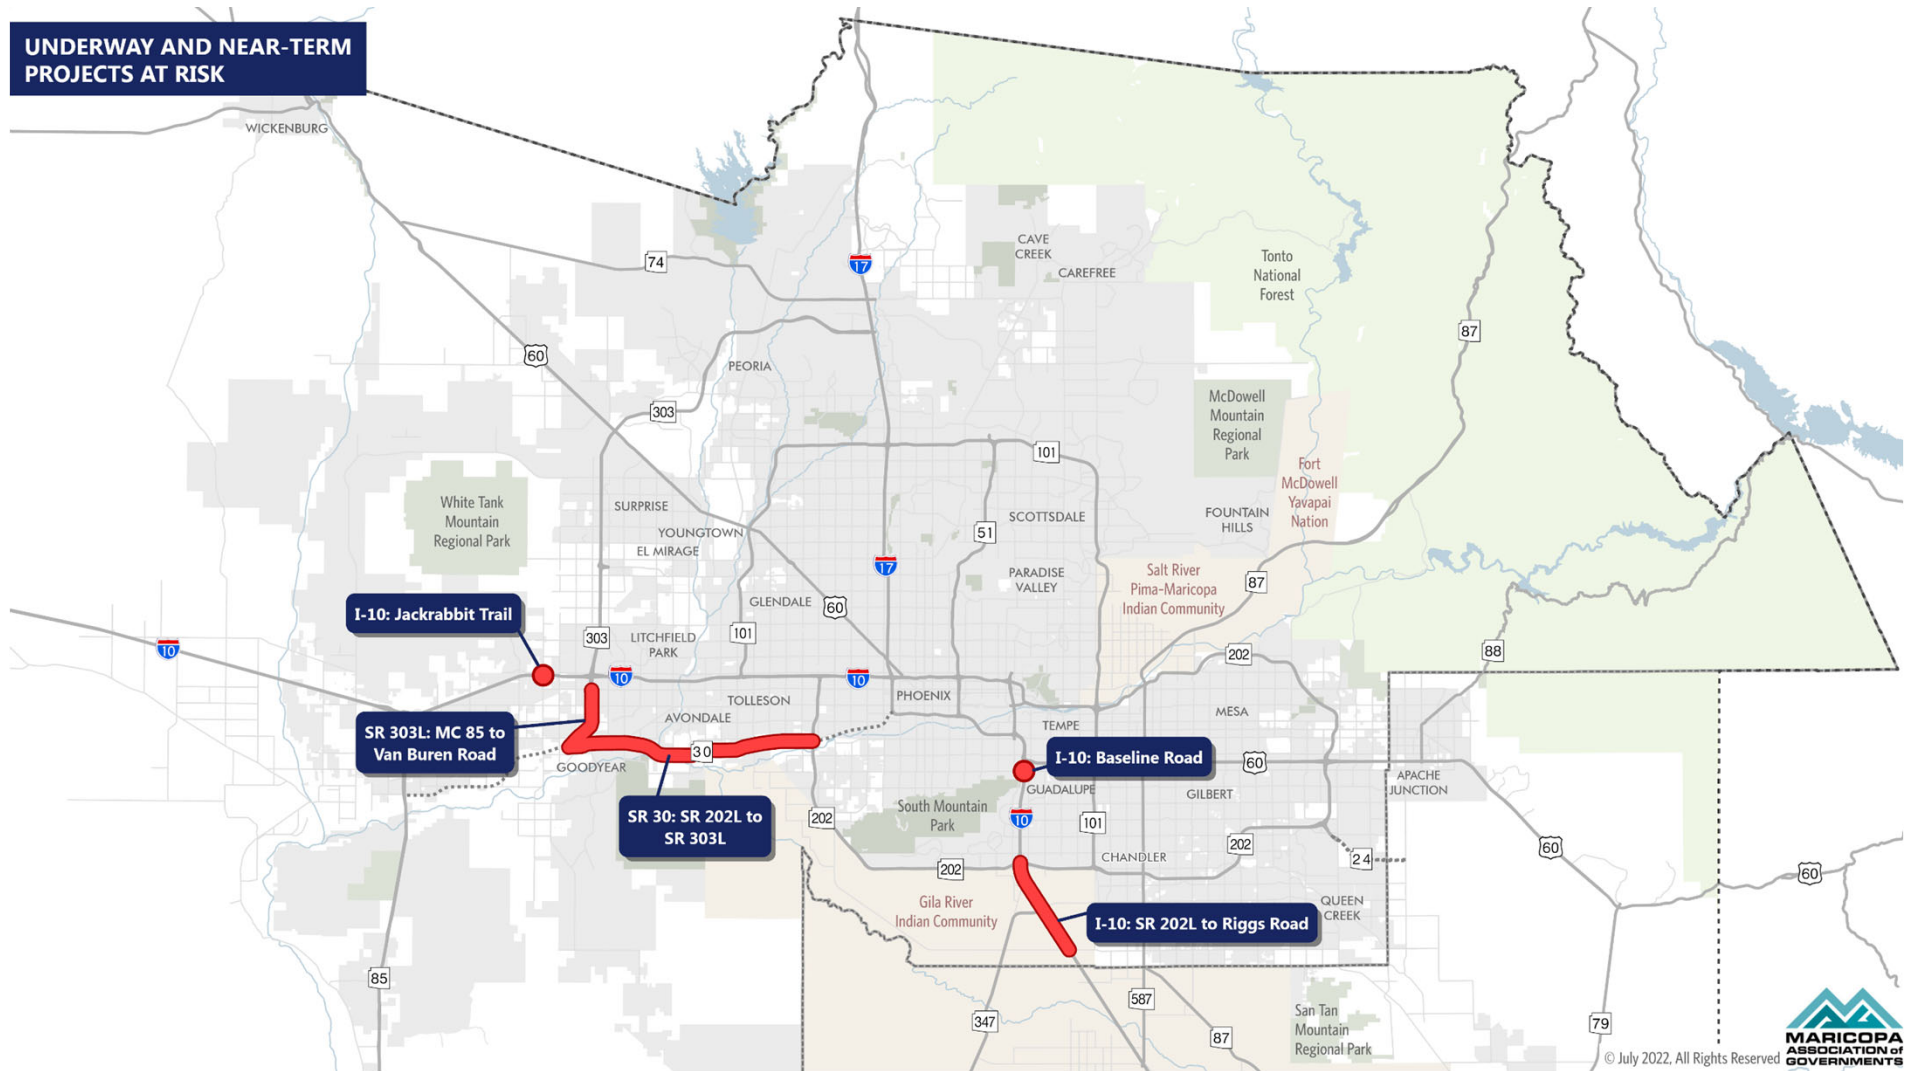 UNDERWAY AND NEAR-TERM
PROJECTS AT RISK
WICKENBURG
74
17
CAVE
CREEK
CAREFREE
Tonto
National
Forest
87
60
PEORIA
303
McDowell
Mountain
Regional
Park
101
Fort
McDowell
Yavapai
Nation
White Tank
Mountain
Regional Park
SURPRISE
YOUNGTOWN
EL MIRAGE
51
SCOTTSDALE
FOUNTAIN
HILLS
17
PARADISE
VALLEY
Salt River
Pima-Maricopa
Indian Community
87
GLENDALE
60
I-10: Jackrabbit Trail
303
LITCHFIELD
PARK
101
10
10
10
202
88
TOLLESON
PHOENIX
AVONDALE
TEMPE
MESA
SR 303L: MC 85 to
Van Buren Road
30
GOODYEAR
I-10: Baseline Road
60
GUADALUPE
GILBERT
APACHE
JUNCTION
SR 30: SR 202L to
SR 303L
South Mountain
Park
202
10
101
202
CHANDLER
24
60
202
60
Gila River
Indian Community
QUEEN
CREEK
I-10: SR 202L to Riggs Road
85
587
347
87
San Tan
Mountain
Regional Park
79
MARICOPA
ASSOCIATION of
GOVERNMENTS
© July 2022, All Rights Reserved